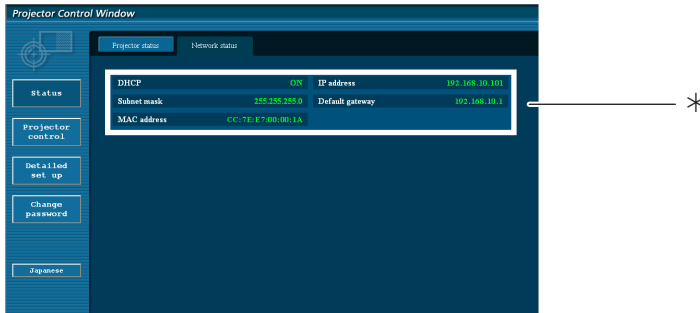 Projector Control Window
Projector status
Network status
DHCP ON IP address 192.168.10.101
Subnet mask 255.255.255.0 Default gateway 192.168.10.1
MAC address CC:7E:E7:00:00:1A
Status
Projector
control
Detailed
set up
Change
password
Japanese
*